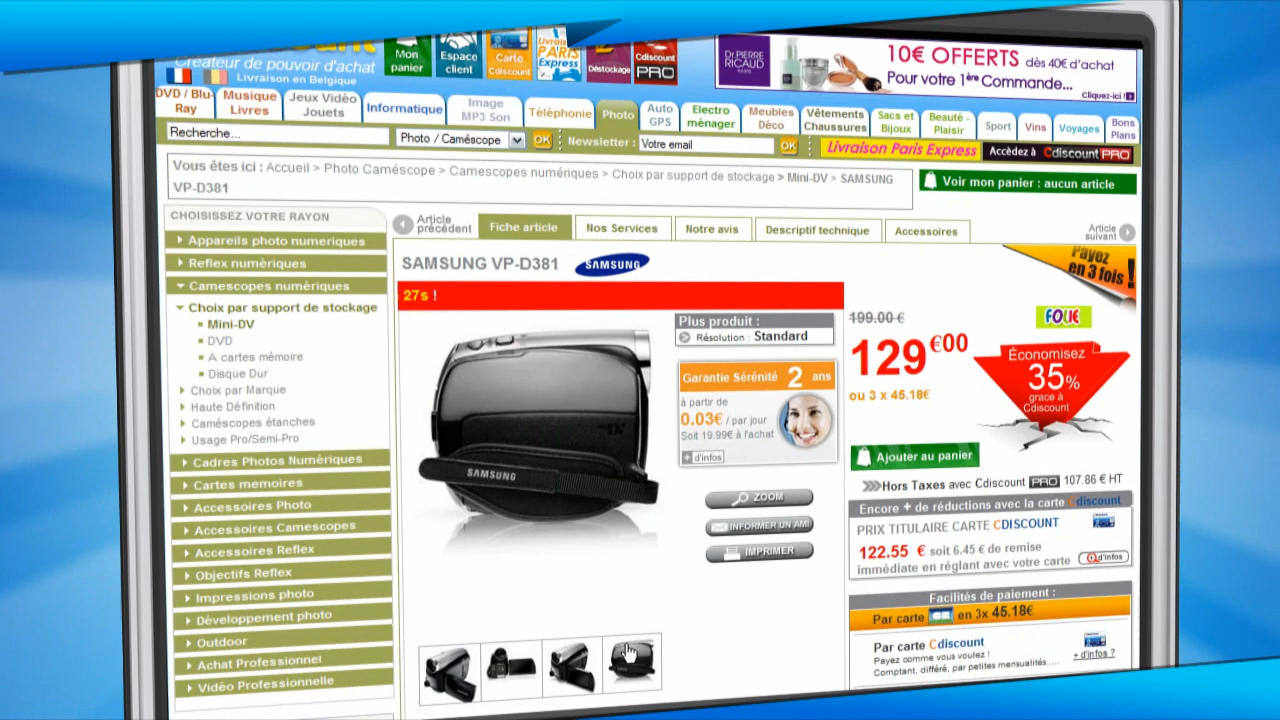 Créateur de pouvoir d'achat
Livraison en Belgique
Mon
panier
Espace
client
Carte
Cdiscount
Livraison
PARIS
Express
Déstockage
Cdiscount
PRO
Dr.PIERRE
RICAUD
PARIS
10€ OFFERTS dès 40€ d'achat
Pour votre 1ère Commande...
Cliquez-ici !
DVD / Blu-
Ray
Musique
Livres
Jeux Vidéo
Jouets
Informatique
Image
MP3 Son
Téléphonie
Photo
Auto
GPS
Electro
ménager
Meubles
Déco
Vêtements
Chaussures
Sacs et
Bijoux
Beauté -
Plaisir
Sport
Vins
Voyages
Bons
Plans
Recherche...
Photo / Caméscope
OK
Newsletter :
Votre email
OK
Livraison Paris Express
Accèdez à Cdiscount PRO
Vous êtes ici : Accueil > Photo Caméscope > Camescopes numériques > Choix par support de stockage > Mini-DV > SAMSUNG
VP-D381
Voir mon panier : aucun article
CHOISISSEZ VOTRE RAYON
Appareils photo numeriques
Reflex numèriques
Camescopes numériques
Choix par support de stockage
Mini-DV
DVD
A cartes mémoire
Disque Dur
Choix par Marque
Haute Définition
Caméscopes étanches
Usage Pro/Semi-Pro
Cadres Photos Numériques
Cartes memoires
Accessoires Photo
Accessoires Camescopes
Accessoires Reflex
Objectifs Reflex
Impressions photo
Développement photo
Outdoor
Achat Professionnel
Vidéo Professionnelle
Article
précédent
Fiche article
Nos Services
Notre avis
Descriptif technique
Accessoires
Article
suivant
SAMSUNG VP-D381
SAMSUNG
Payez
en 3 fois !
27s !
Plus produit :
Résolution : Standard
Garantie Sérénité 2 ans
à partir de
0.03€ / par jour
Soit 19.99€ à l'achat
+ d'infos
SAMSUNG
ZOOM
INFORMER UN AMI
IMPRIMER
199.00 €
129€00
ou 3 x 45.18€
FOLIE
Économisez
35%
grace à
Cdiscount
Ajouter au panier
Hors Taxes avec Cdiscount PRO 107.86 € HT
Encore + de réductions avec la carte Cdiscount
PRIX TITULAIRE CARTE CDISCOUNT
122.55 € soit 6.45 € de remise
immédiate en réglant avec votre carte
+d'infos
Facilités de paiement :
Par carte en 3x 45.18€
Par carte Cdiscount
Payez comme vous voulez !
Comptant, différé, par petites mensualités.....
+ d'infos ?